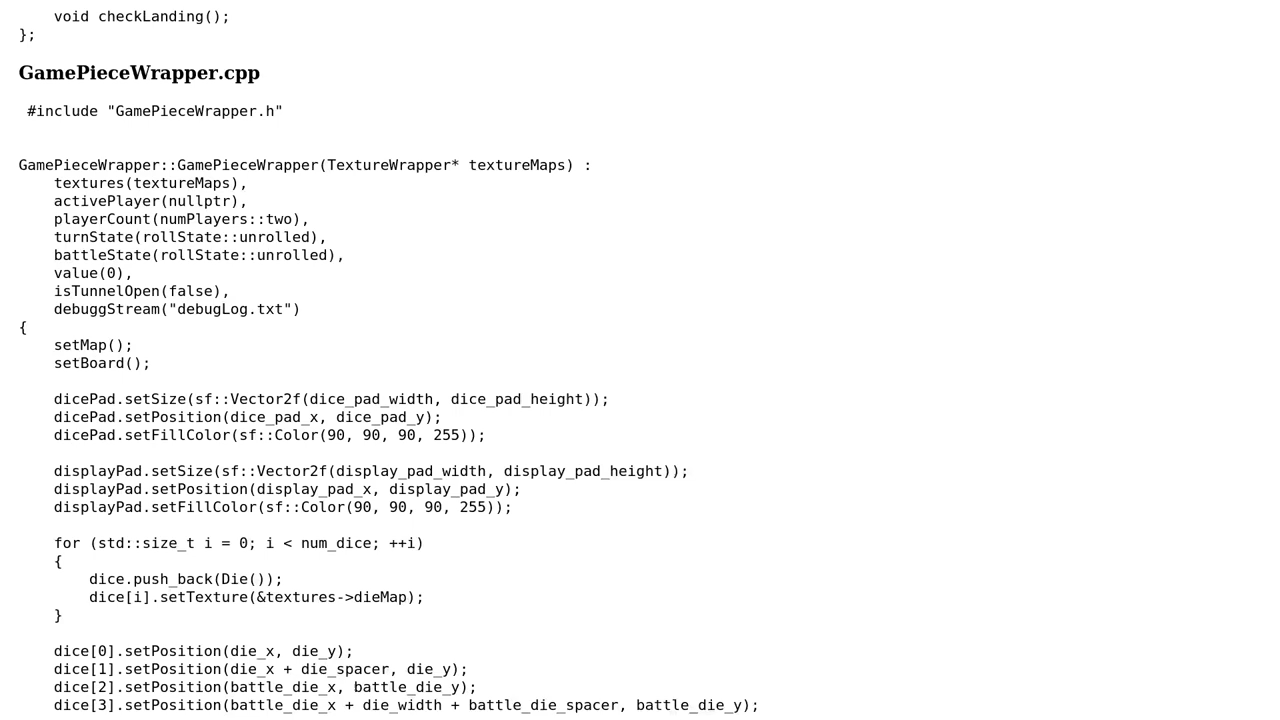 void checkLanding();
};
GamePieceWrapper.cpp
 #include "GamePieceWrapper.h"
GamePieceWrapper::GamePieceWrapper(TextureWrapper* textureMaps) :
    textures(textureMaps),
    activePlayer(nullptr),
    playerCount(numPlayers::two),
    turnState(rollState::unrolled),
    battleState(rollState::unrolled),
    value(0),
    isTunnelOpen(false),
    debuggStream("debugLog.txt")
{
    setMap();
    setBoard();
    dicePad.setSize(sf::Vector2f(dice_pad_width, dice_pad_height));
    dicePad.setPosition(dice_pad_x, dice_pad_y);
    dicePad.setFillColor(sf::Color(90, 90, 90, 255));
    displayPad.setSize(sf::Vector2f(display_pad_width, display_pad_height));
    displayPad.setPosition(display_pad_x, display_pad_y);
    displayPad.setFillColor(sf::Color(90, 90, 90, 255));
    for (std::size_t i = 0; i < num_dice; ++i)
    {
        dice.push_back(Die());
        dice[i].setTexture(&textures->dieMap);
    }
    dice[0].setPosition(die_x, die_y);
    dice[1].setPosition(die_x + die_spacer, die_y);
    dice[2].setPosition(battle_die_x, battle_die_y);
    dice[3].setPosition(battle_die_x + die_width + battle_die_spacer, battle_die_y);